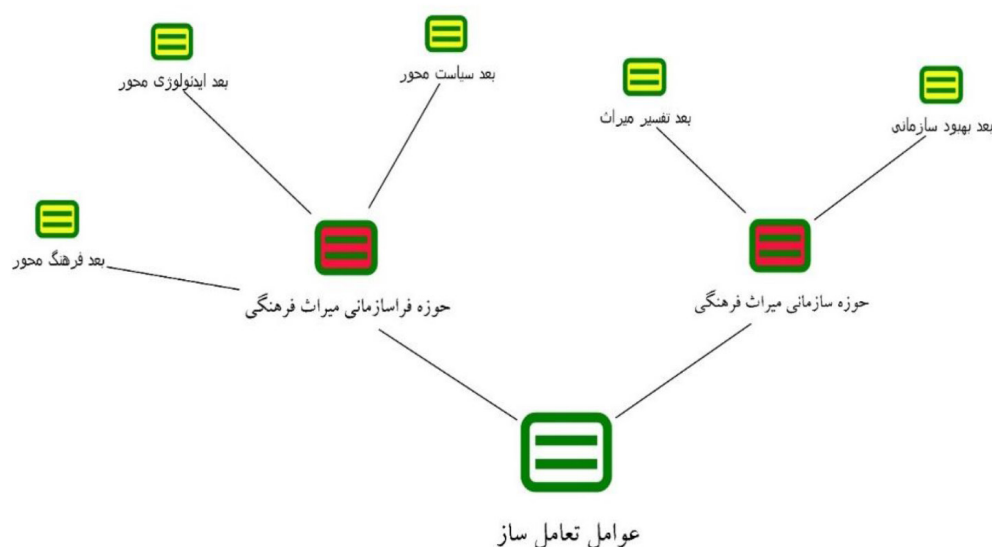 بعد سیاست محور
بعد ایدئولوژی محور
بعد تفسیر میراث
بعد بهبود سازمانی
بعد فرهنگ محور
حوزه سازمانی میراث فرهنگی
حوزه فراسازمانی میراث فرهنگی
عوامل تعامل ساز